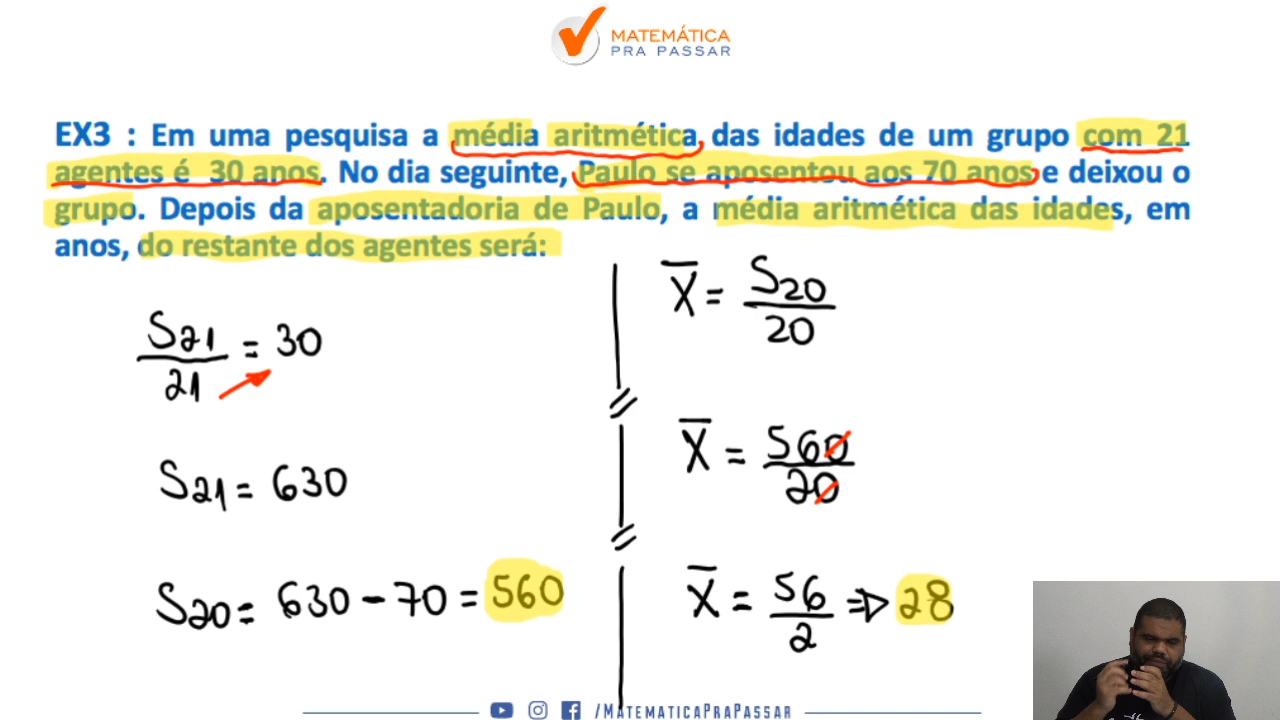 MATEMÁTICA
PRA PASSAR
EX3 : Em uma pesquisa a média aritmética das idades de um grupo com 21
agentes é 30 anos. No dia seguinte, Paulo se aposentou aos 70 anos e deixou o
grupo. Depois da aposentadoria de Paulo, a média aritmética das idades, em
anos, do restante dos agentes será:
S21/21 = 30
S21 = 630
S20 = 630 - 70 = 560
X̅ = S20/20
X̅ = 560/20
X̅ = 56/2 ⇒ 28
/MATEMATICAPRAPASSAR